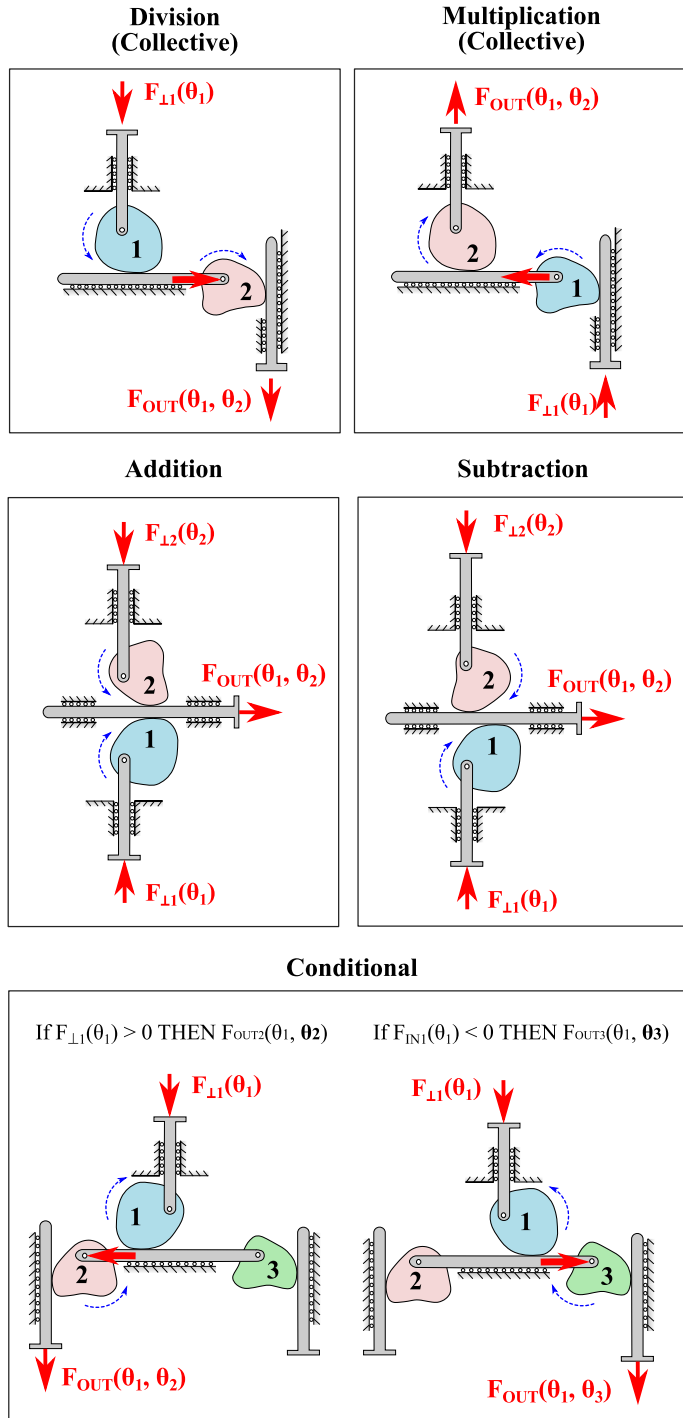 Division
(Collective)
Multiplication
(Collective)
F⊥1(θ1)
1
2
FOUT(θ1, θ2)
FOUT(θ1, θ2)
2
1
F⊥1(θ1)
Addition
Subtraction
F⊥2(θ2)
2
FOUT(θ1, θ2)
1
F⊥1(θ1)
F⊥2(θ2)
2
FOUT(θ1, θ2)
1
F⊥1(θ1)
Conditional
If F⊥1(θ1) > 0 THEN FOUT2(θ1, θ2)
If FIN1(θ1) < 0 THEN FOUT3(θ1, θ3)
F⊥1(θ1)
1
2
3
FOUT(θ1, θ2)
F⊥1(θ1)
1
2
3
FOUT(θ1, θ3)